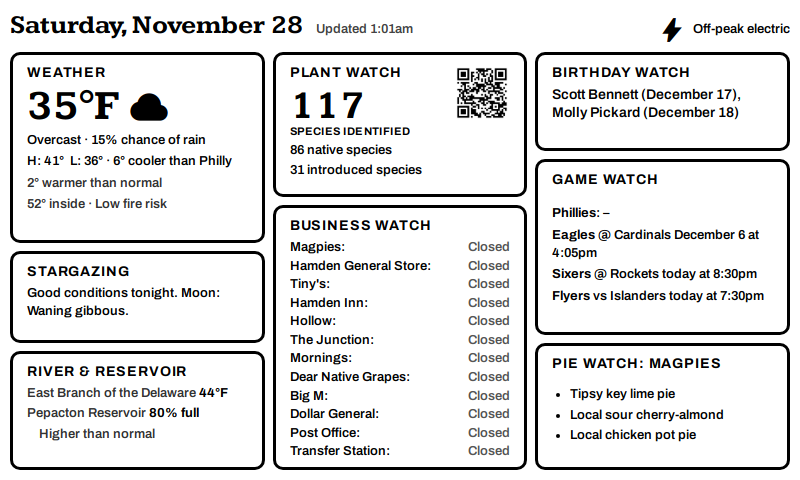 Saturday, November 28 Updated 1:01am
Off-peak electric
WEATHER
35°F
Overcast · 15% chance of rain
H: 41° L: 36° · 6° cooler than Philly
2° warmer than normal
52° inside · Low fire risk
STARGAZING
Good conditions tonight. Moon:
Waning gibbous.
RIVER & RESERVOIR
East Branch of the Delaware 44°F
Pepacton Reservoir 80% full
Higher than normal
PLANT WATCH
117
SPECIES IDENTIFIED
86 native species
31 introduced species
BUSINESS WATCH
Magpies: Closed
Hamden General Store: Closed
Tiny's: Closed
Hamden Inn: Closed
Hollow: Closed
The Junction: Closed
Mornings: Closed
Dear Native Grapes: Closed
Big M: Closed
Dollar General: Closed
Post Office: Closed
Transfer Station: Closed
BIRTHDAY WATCH
Scott Bennett (December 17),
Molly Pickard (December 18)
GAME WATCH
Phillies: –
Eagles @ Cardinals December 6 at
4:05pm
Sixers @ Rockets today at 8:30pm
Flyers vs Islanders today at 7:30pm
PIE WATCH: MAGPIES
• Tipsy key lime pie
• Local sour cherry-almond
• Local chicken pot pie